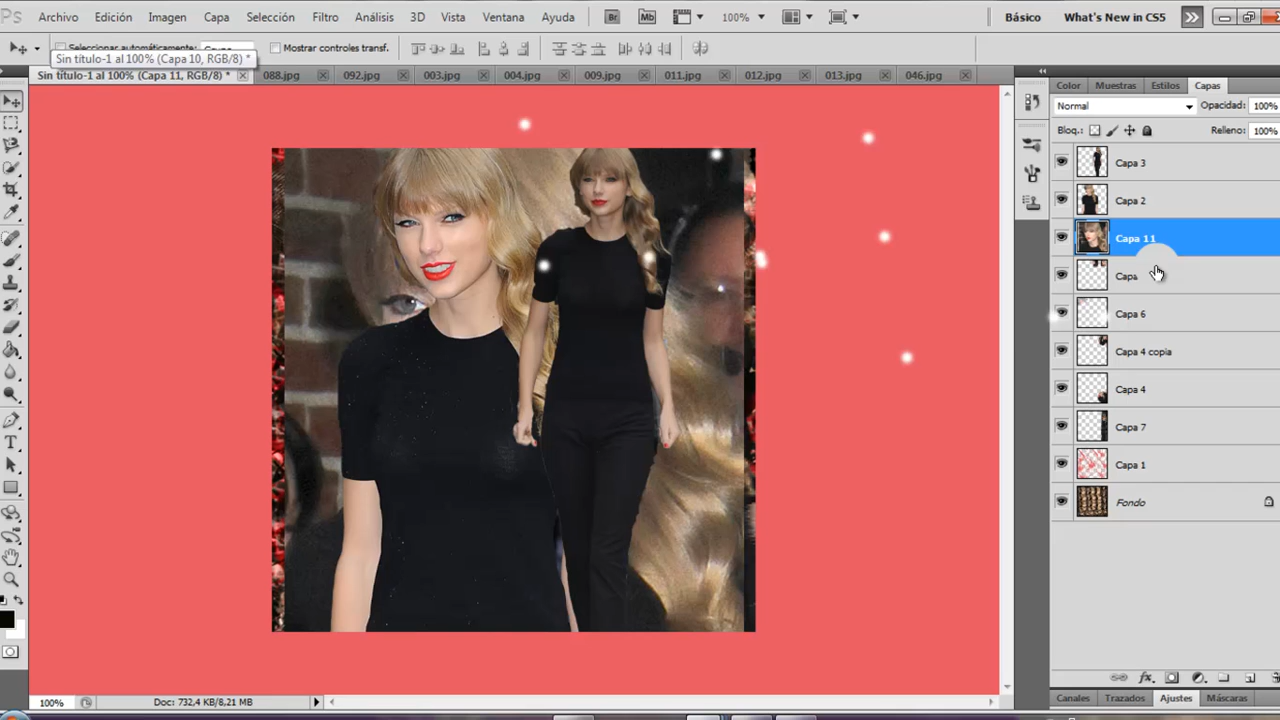 Ps Archivo Edición Imagen Capa Selección Filtro Análisis 3D Vista Ventana Ayuda Br Mb 100% Básico What's New in CS5
Seleccionar automáticamente: Mostrar controles transf.
Sin título-1 al 100% (Capa 10, RGB/8) *
Sin título-1 al 100% (Capa 11, RGB/8) * 088.jpg 092.jpg 003.jpg 004.jpg 009.jpg 011.jpg 012.jpg 013.jpg 046.jpg
Color Muestras Estilos Capas
Normal Opacidad: 100%
Bloq.: Relleno: 100%
Capa 3
Capa 2
Capa 11
Capa
Capa 6
Capa 4 copia
Capa 4
Capa 7
Capa 1
Fondo
fx
Canales Trazados Ajustes Máscaras
100% Doc: 732,4 KB/8,21 MB